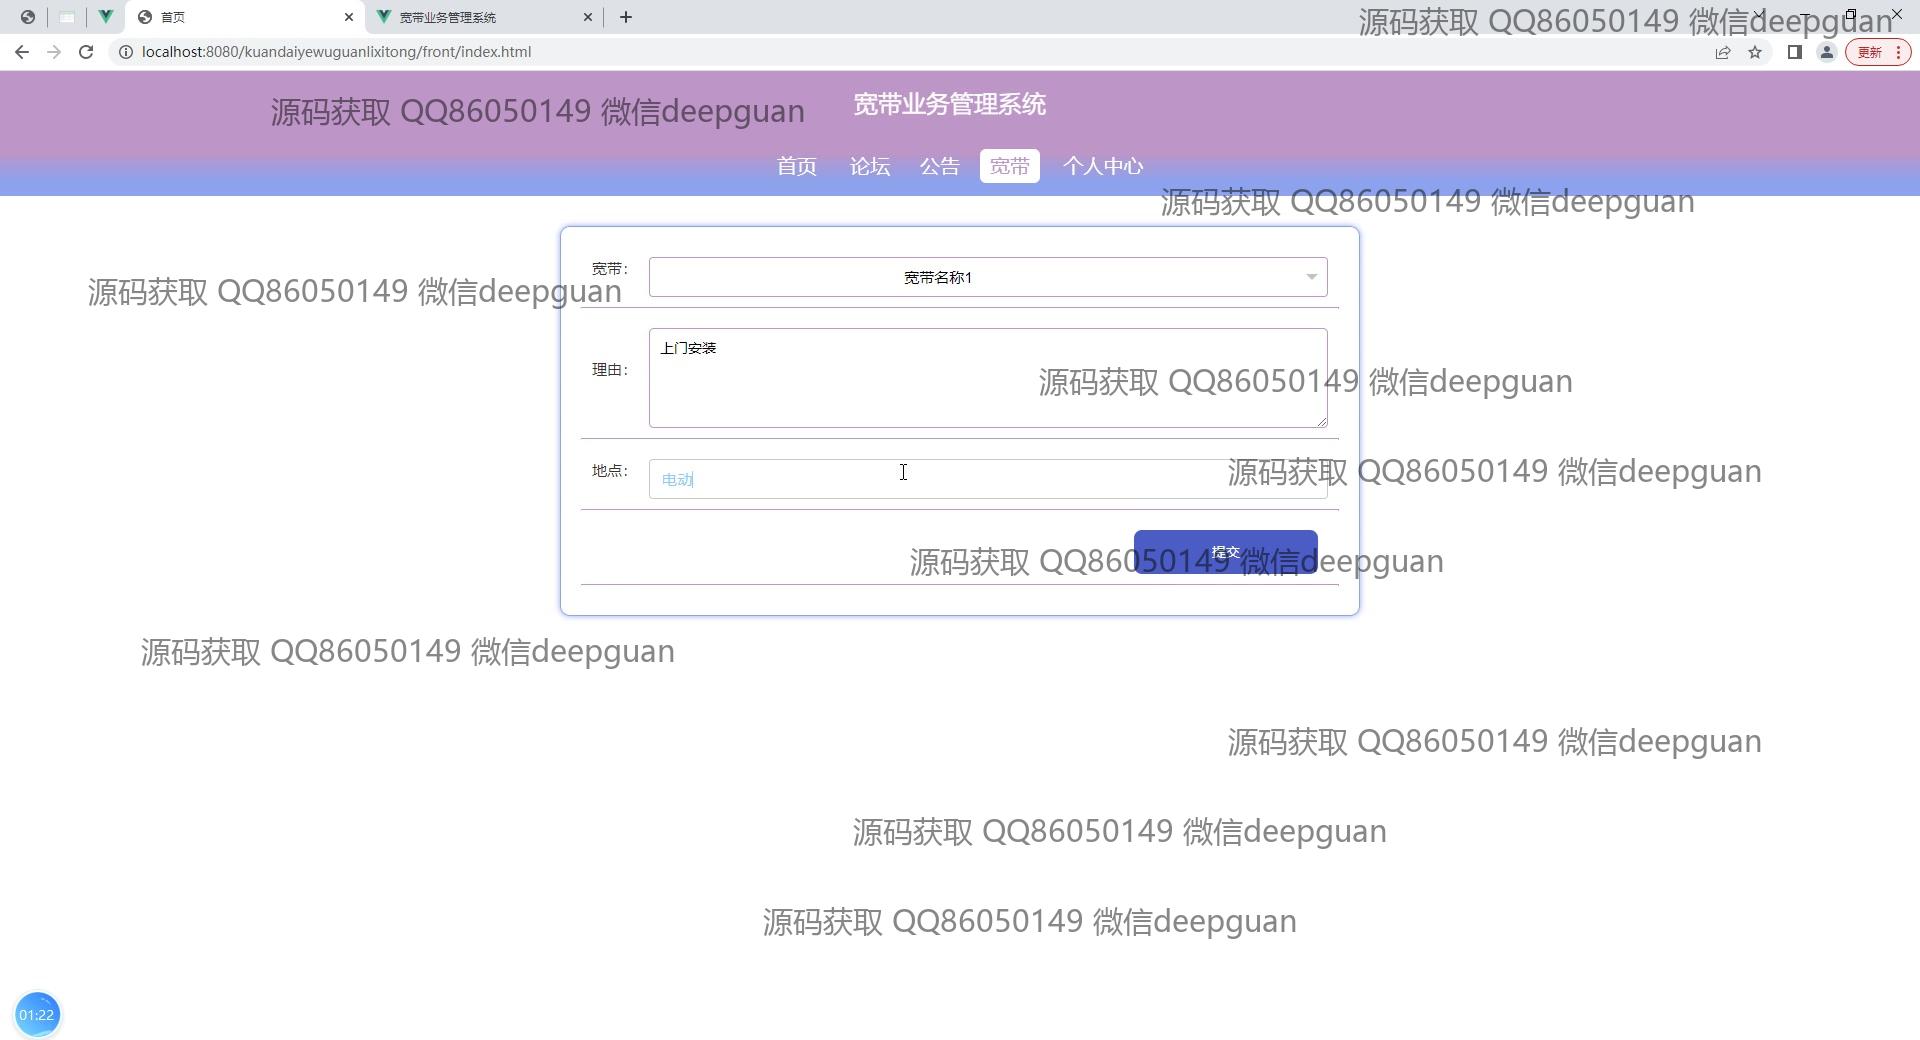 首页
宽带业务管理系统
源码获取 QQ86050149 微信deepguan
localhost:8080/kuandaiyewuguanlixitong/front/index.html
更新
源码获取 QQ86050149 微信deepguan
宽带业务管理系统
首页
论坛
公告
宽带
个人中心
源码获取 QQ86050149 微信deepguan
宽带:
宽带名称1
源码获取 QQ86050149 微信deepguan
理由:
上门安装
源码获取 QQ86050149 微信deepguan
地点:
电动
源码获取 QQ86050149 微信deepguan
提交
源码获取 QQ86050149 微信deepguan
源码获取 QQ86050149 微信deepguan
源码获取 QQ86050149 微信deepguan
源码获取 QQ86050149 微信deepguan
源码获取 QQ86050149 微信deepguan
01:22